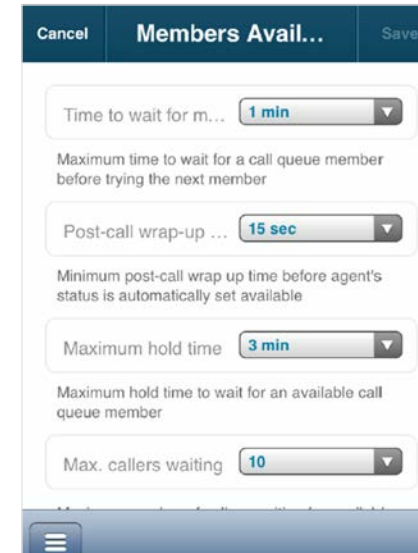 Cancel Members Avail... Save
Time to wait for m... 1 min
Maximum time to wait for a call queue member
before trying the next member
Post-call wrap-up ... 15 sec
Minimum post-call wrap up time before agent's
status is automatically set available
Maximum hold time 3 min
Maximum hold time to wait for an available call
queue member
Max. callers waiting 10